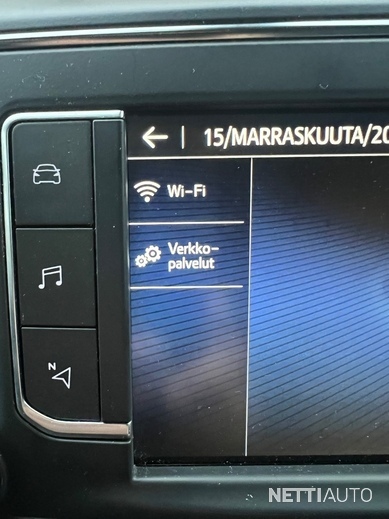 15/MARRASKUUTA/20
Wi-Fi
Verkko-
palvelut
N
NETTIAUTO